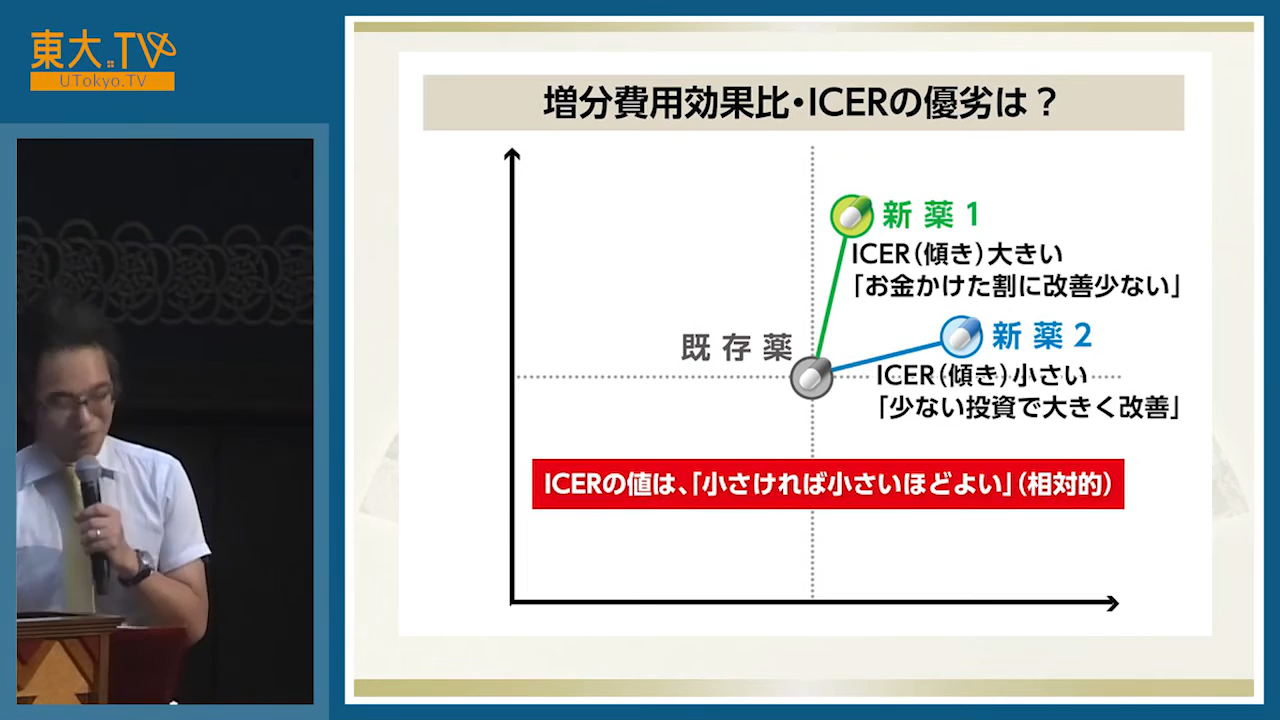 東大.TV
UTokyo.TV
増分費用効果比・ICERの優劣は？
新薬1
ICER(傾き)大きい
「お金かけた割に改善少ない」
既存薬
新薬2
ICER(傾き)小さい
「少ない投資で大きく改善」
ICERの値は、「小さければ小さいほどよい」(相対的)